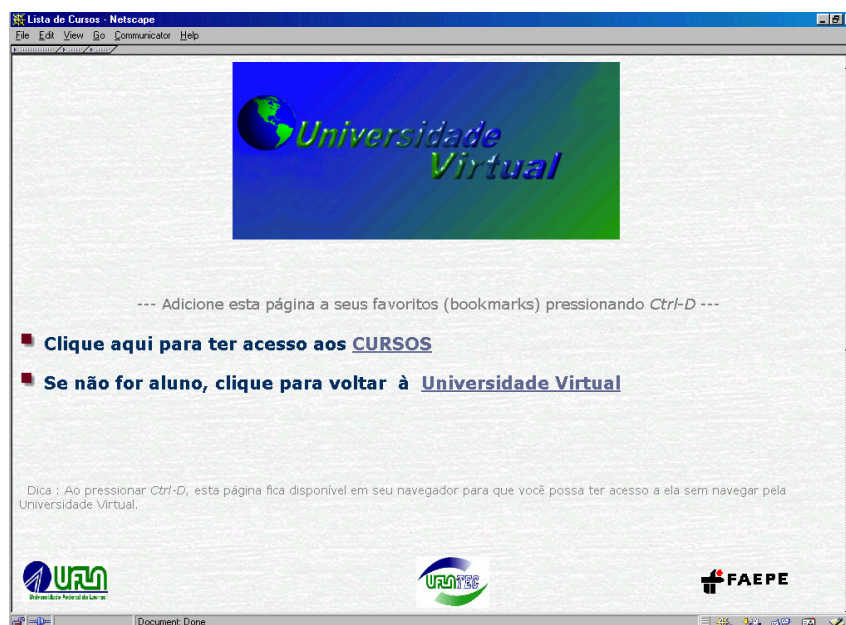 Lista de Cursos - Netscape
File Edit View Go Communicator Help
Universidade
Virtual
--- Adicione esta página a seus favoritos (bookmarks) pressionando Ctrl-D ---
Clique aqui para ter acesso aos CURSOS
Se não for aluno, clique para voltar à Universidade Virtual
Dica : Ao pressionar Ctrl-D, esta página fica disponível em seu navegador para que você possa ter acesso a ela sem navegar pela
Universidade Virtual.
UFLA
Universidade Federal de Lavras
UFLATEC
FAEPE
Document: Done